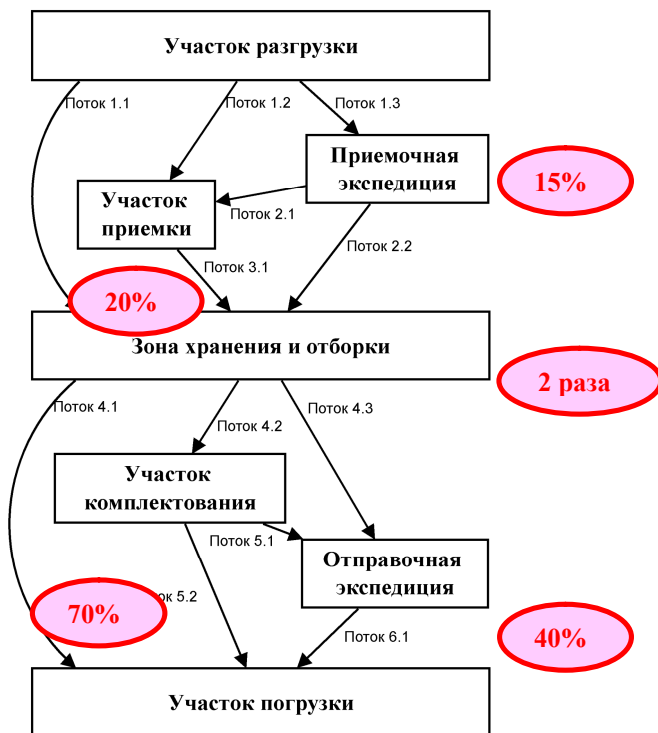 Участок разгрузки
Поток 1.1
Поток 1.2
Поток 1.3
Приемочная
экспедиция
15%
Участок
приемки
Поток 2.1
Поток 2.2
Поток 3.1
20%
Зона хранения и отборки
2 раза
Поток 4.1
Поток 4.2
Поток 4.3
Участок
комплектования
Поток 5.1
Отправочная
экспедиция
70%
ок 5.2
Поток 6.1
40%
Участок погрузки